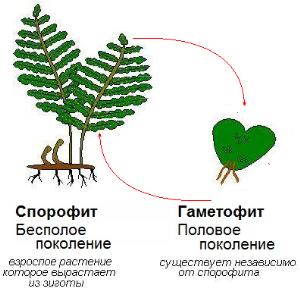 Спорофит
Бесполое
поколение
взрослое растение
которое вырастает
из зиготы
Гаметофит
Половое
поколение
существует независимо
от спорофита